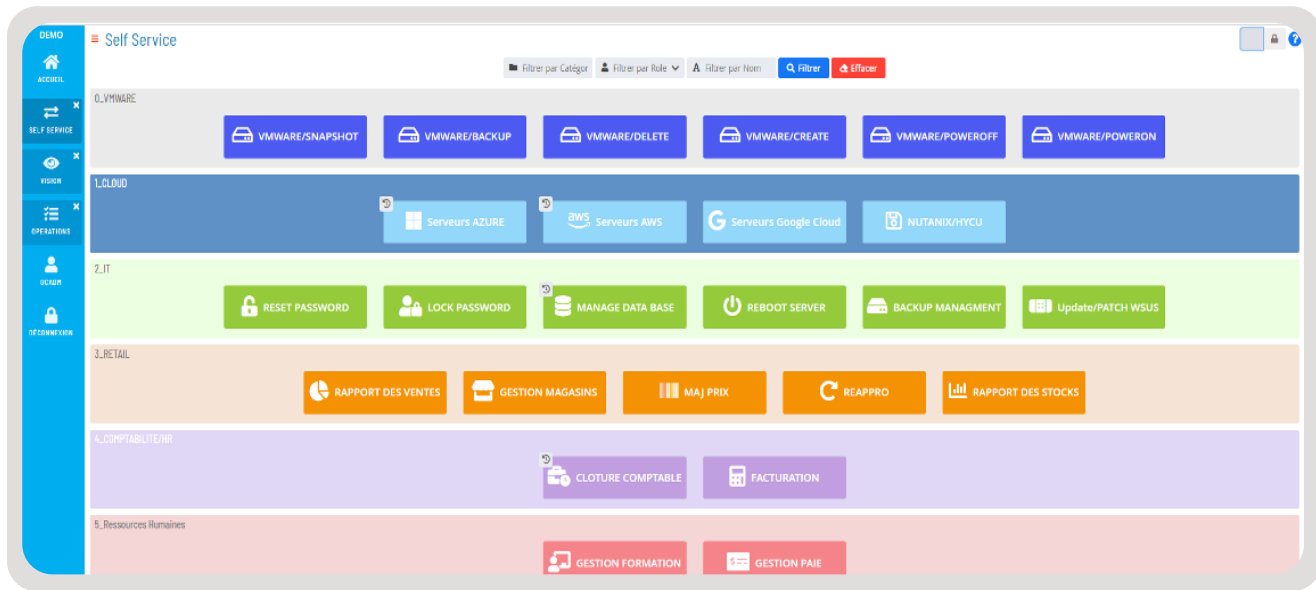 DEMO
Self Service
ACCUEIL
Filtrer par Catégor Filtrer par Role Filtrer par Nom Filtrer Effacer
0_VMWARE
SELF SERVICE
VMWARE/SNAPSHOT VMWARE/BACKUP VMWARE/DELETE VMWARE/CREATE VMWARE/POWEROFF VMWARE/POWERON
VISION
1_CLOUD
OPERATIONS
Serveurs AZURE aws Serveurs AWS G Serveurs Google Cloud NUTANIX/HYCU
2_IT
RESET PASSWORD LOCK PASSWORD MANAGE DATA BASE REBOOT SERVER BACKUP MANAGMENT Update/PATCH WSUS
DÉCONNEXION
3_RETAIL
RAPPORT DES VENTES GESTION MAGASINS MAJ PRIX REAPPRO RAPPORT DES STOCKS
4_COMPTABILITE/HR
CLOTURE COMPTABLE FACTURATION
5_Ressources Humaines
GESTION FORMATION GESTION PAIE